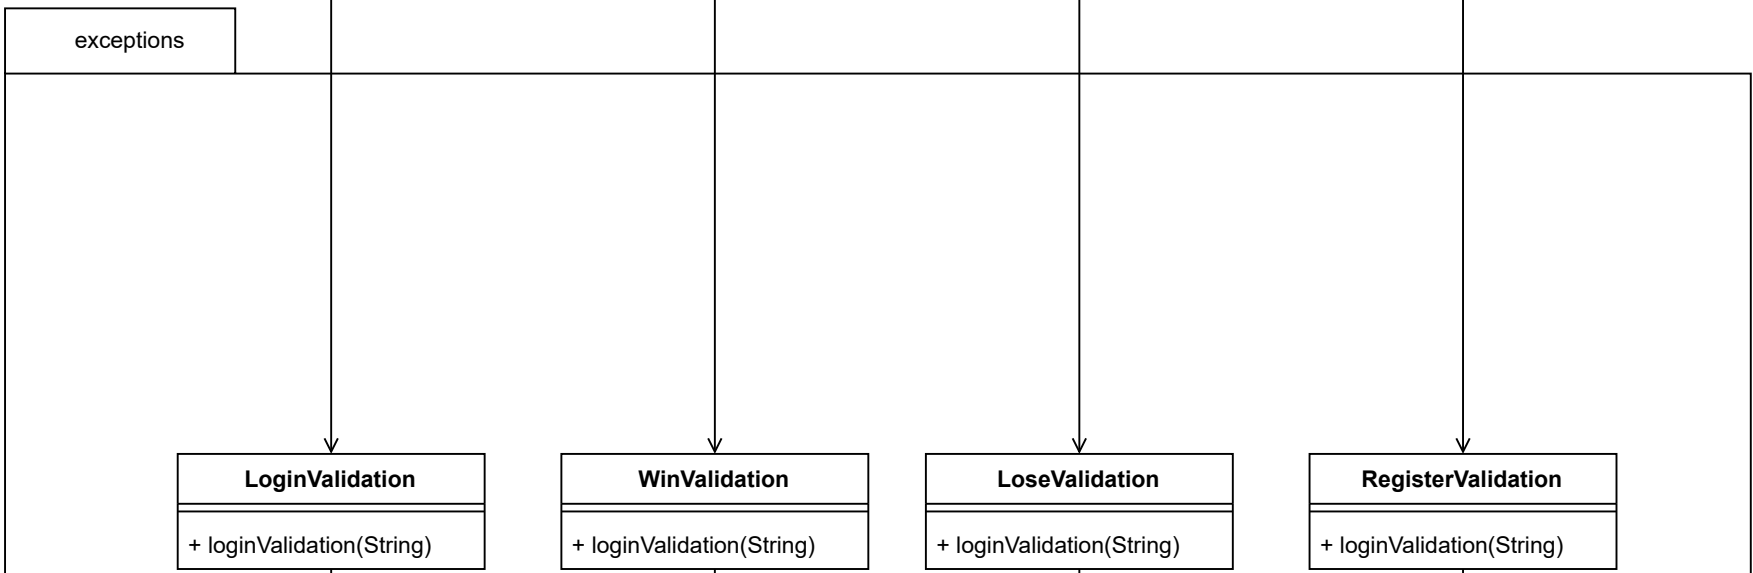 exceptions
LoginValidation
+ loginValidation(String)
WinValidation
+ loginValidation(String)
LoseValidation
+ loginValidation(String)
RegisterValidation
+ loginValidation(String)